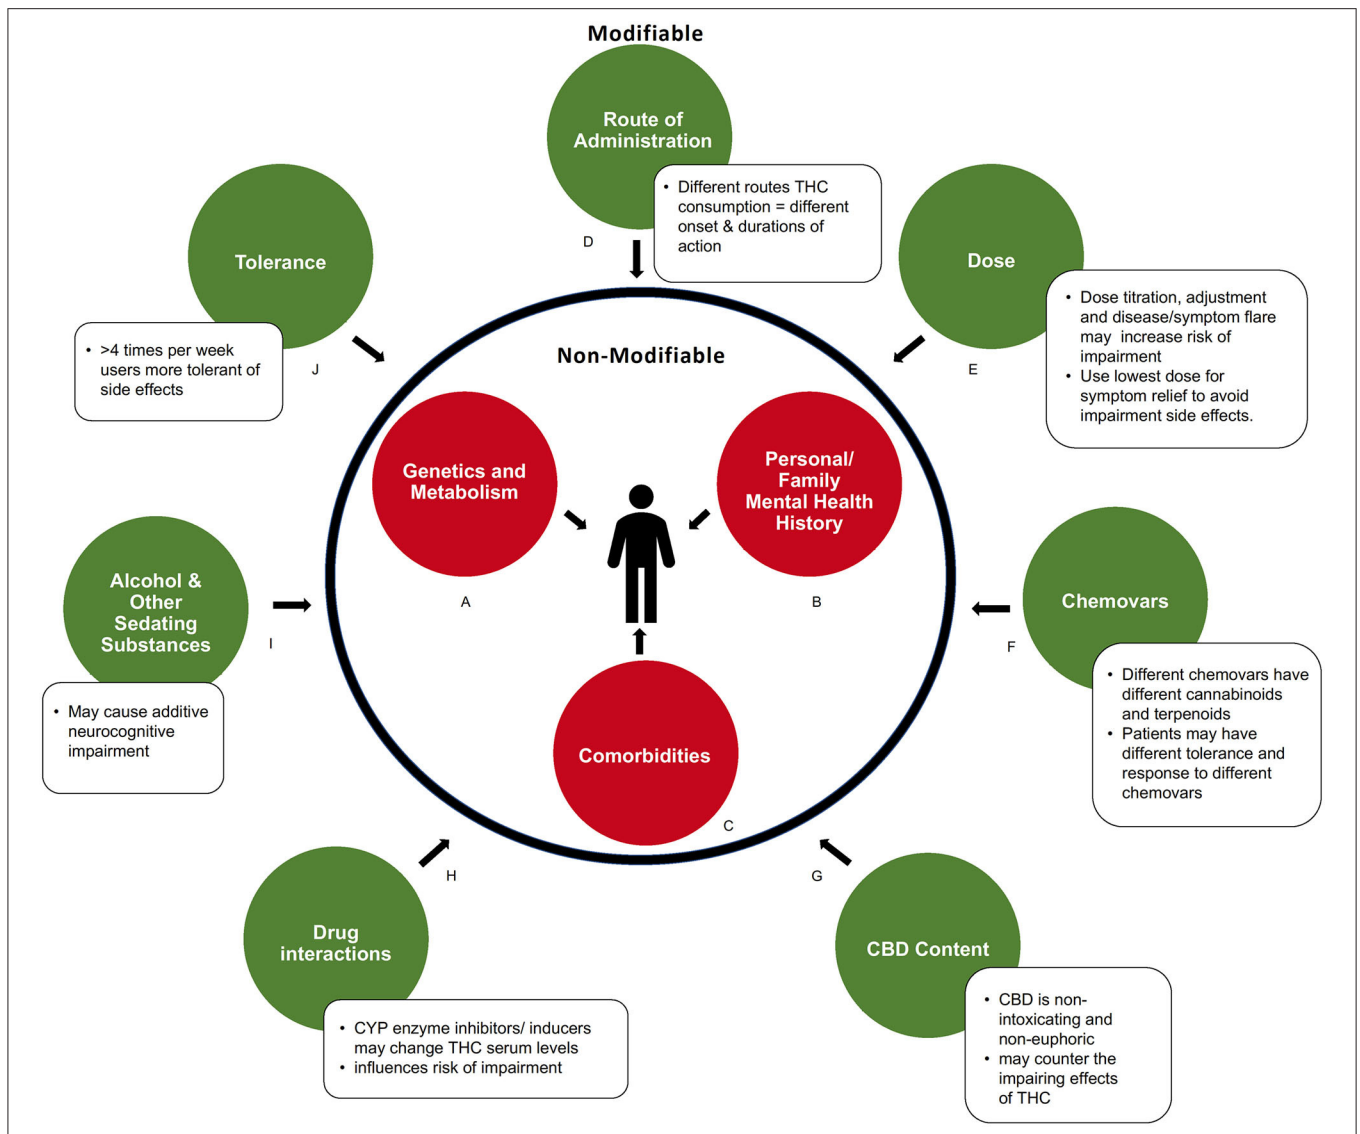 Modifiable
Route of
Administration
• Different routes THC
consumption = different
onset & durations of
action
D
Dose
• Dose titration, adjustment
and disease/symptom flare
may increase risk of
impairment
• Use lowest dose for
symptom relief to avoid
impairment side effects.
E
Tolerance
• >4 times per week
users more tolerant of
side effects
J
Non-Modifiable
Genetics and
Metabolism
A
Personal/
Family
Mental Health
History
B
Comorbidities
C
Alcohol &
Other
Sedating
Substances
• May cause additive
neurocognitive
impairment
I
Chemovars
• Different chemovars have
different cannabinoids
and terpenoids
• Patients may have
different tolerance and
response to different
chemovars
F
Drug
interactions
• CYP enzyme inhibitors/ inducers
may change THC serum levels
• influences risk of impairment
H
CBD Content
• CBD is non-
intoxicating and
non-euphoric
• may counter the
impairing effects
of THC
G